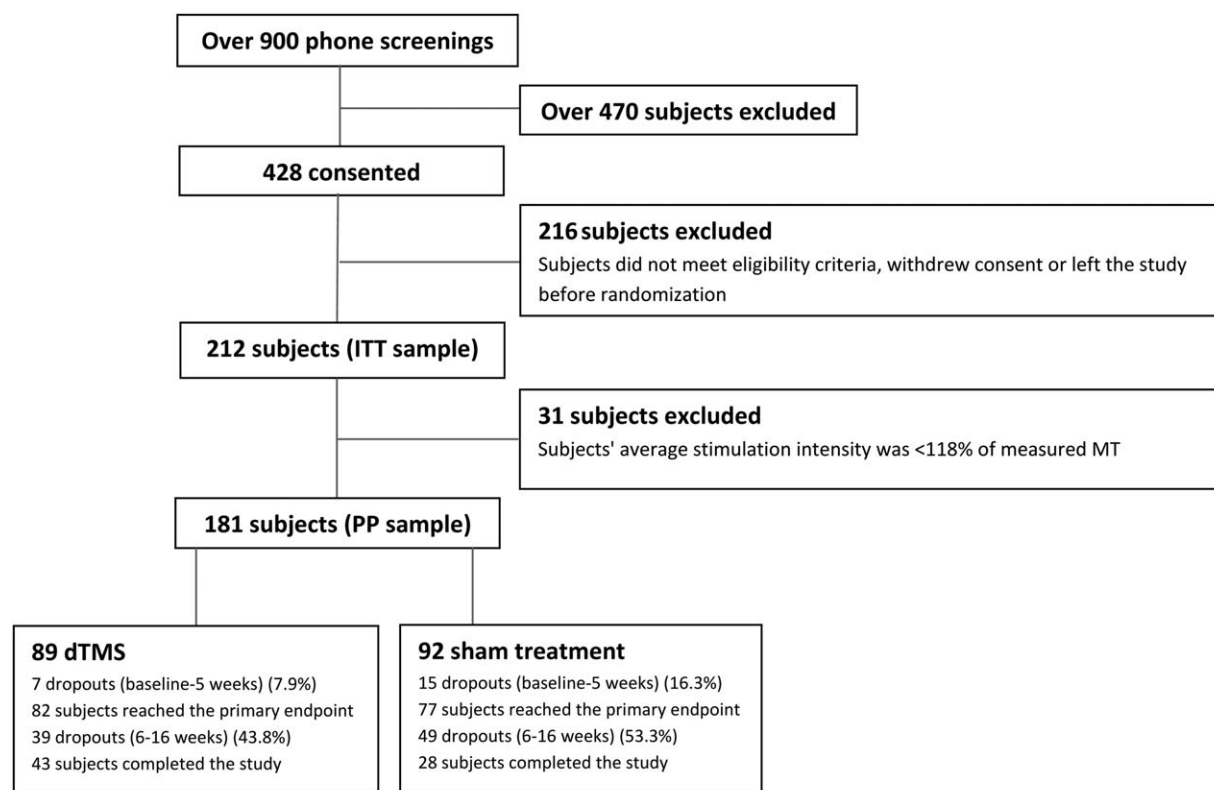 Over 900 phone screenings
Over 470 subjects excluded
428 consented
216 subjects excluded
Subjects did not meet eligibility criteria, withdrew consent or left the study
before randomization
212 subjects (ITT sample)
31 subjects excluded
Subjects' average stimulation intensity was <118% of measured MT
181 subjects (PP sample)
89 dTMS
7 dropouts (baseline-5 weeks) (7.9%)
82 subjects reached the primary endpoint
39 dropouts (6-16 weeks) (43.8%)
43 subjects completed the study
92 sham treatment
15 dropouts (baseline-5 weeks) (16.3%)
77 subjects reached the primary endpoint
49 dropouts (6-16 weeks) (53.3%)
28 subjects completed the study